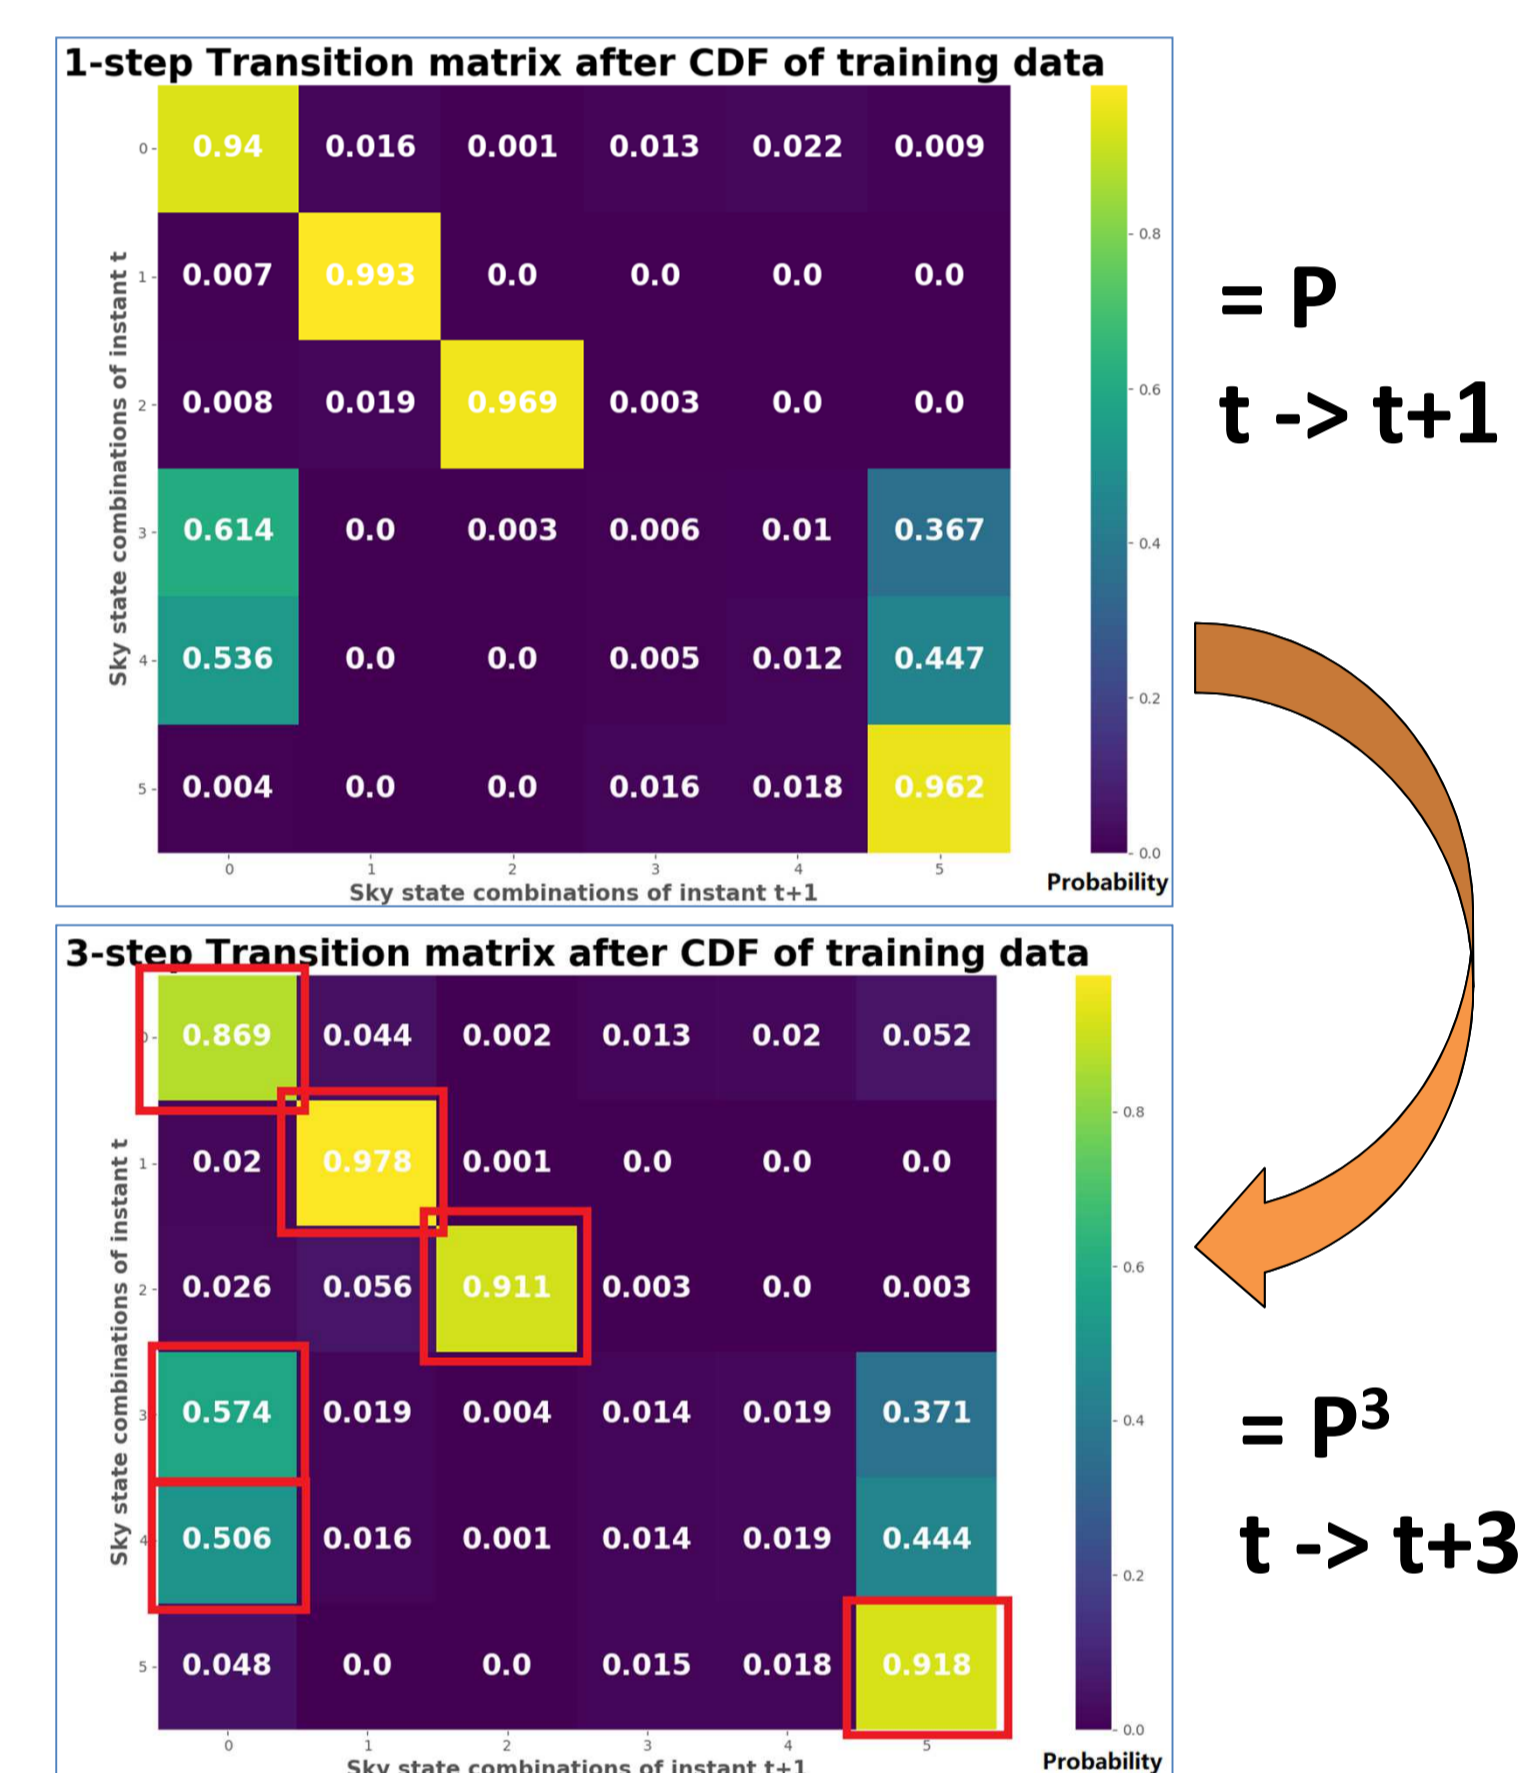 1-step Transition matrix after CDF of training data
Sky state combinations of instant t
0 0.94 0.016 0.001 0.013 0.022 0.009
1 0.007 0.993 0.0 0.0 0.0 0.0
2 0.008 0.019 0.969 0.003 0.0 0.0
3 0.614 0.0 0.003 0.006 0.01 0.367
4 0.536 0.0 0.0 0.005 0.012 0.447
5 0.004 0.0 0.0 0.016 0.018 0.962
0 1 2 3 4 5
Sky state combinations of instant t+1
0.8
0.6
0.4
0.2
0.0
Probability
= P
t -> t+1
3-step Transition matrix after CDF of training data
Sky state combinations of instant t
0 0.869 0.044 0.002 0.013 0.02 0.052
1 0.02 0.978 0.001 0.0 0.0 0.0
2 0.026 0.056 0.911 0.003 0.0 0.003
3 0.574 0.019 0.004 0.014 0.019 0.371
4 0.506 0.016 0.001 0.014 0.019 0.444
5 0.048 0.0 0.0 0.015 0.018 0.918
0 1 2 3 4 5
Sky state combinations of instant t+1
0.8
0.6
0.4
0.2
0.0
Probability
= P³
t -> t+3